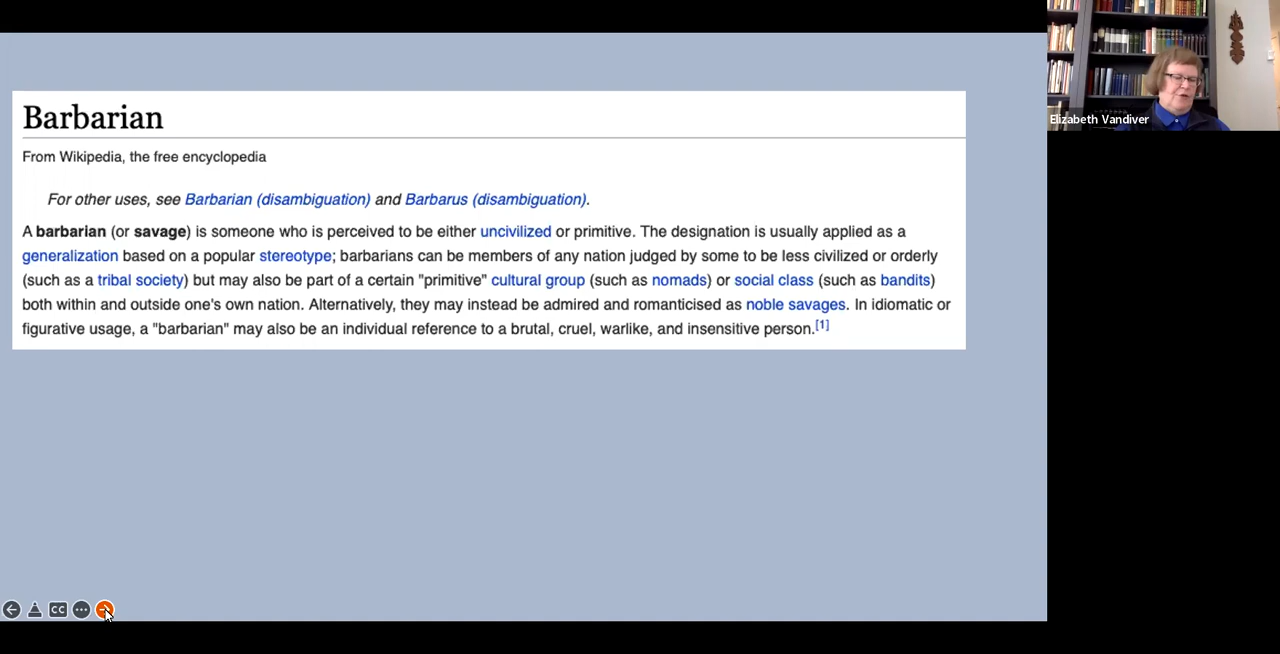 Barbarian
From Wikipedia, the free encyclopedia
For other uses, see Barbarian (disambiguation) and Barbarus (disambiguation).
A barbarian (or savage) is someone who is perceived to be either uncivilized or primitive. The designation is usually applied as a
generalization based on a popular stereotype; barbarians can be members of any nation judged by some to be less civilized or orderly
(such as a tribal society) but may also be part of a certain "primitive" cultural group (such as nomads) or social class (such as bandits)
both within and outside one's own nation. Alternatively, they may instead be admired and romanticised as noble savages. In idiomatic or
figurative usage, a "barbarian" may also be an individual reference to a brutal, cruel, warlike, and insensitive person.[1]
Elizabeth Vandiver
CC